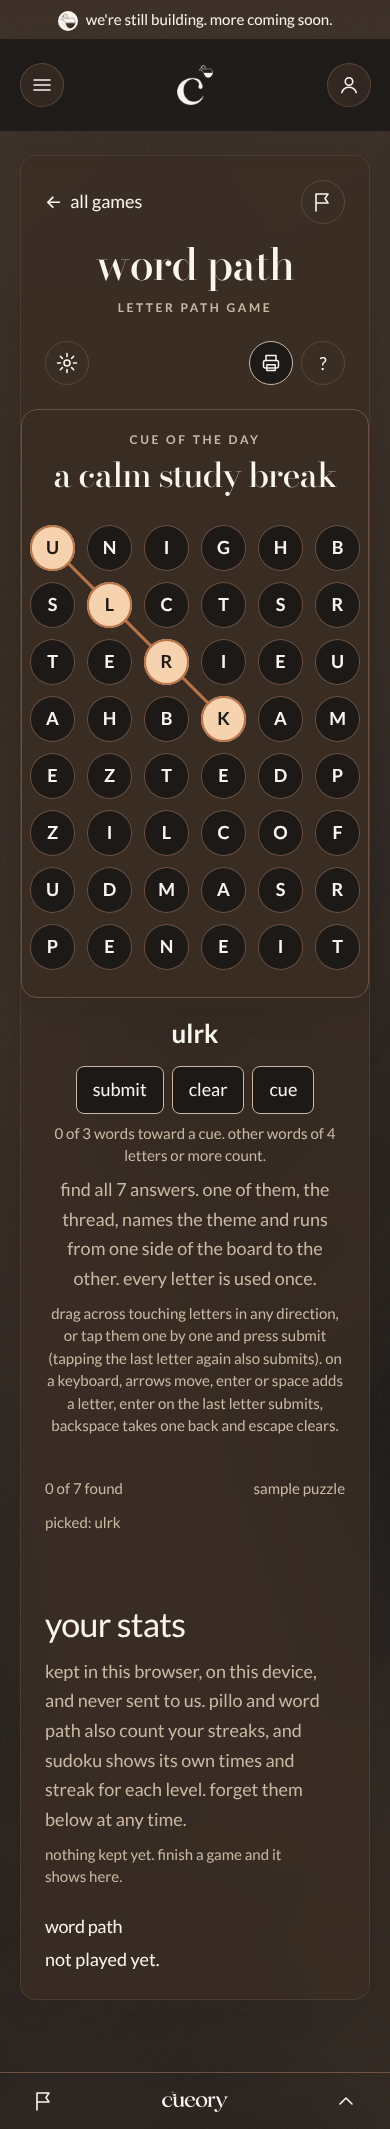 we're still building. more coming soon.
c
all games
word path
LETTER PATH GAME
?
CUE OF THE DAY
a calm study break
U N I G H B
S L C T S R
T E R I E U
A H B K A M
E Z T E D P
Z I L C O F
U D M A S R
P E N E I T
ulrk
submit clear cue
0 of 3 words toward a cue. other words of 4
letters or more count.
find all 7 answers. one of them, the
thread, names the theme and runs
from one side of the board to the
other. every letter is used once.
drag across touching letters in any direction,
or tap them one by one and press submit
(tapping the last letter again also submits). on
a keyboard, arrows move, enter or space adds
a letter, enter on the last letter submits,
backspace takes one back and escape clears.
0 of 7 found sample puzzle
picked: ulrk
your stats
kept in this browser, on this device,
and never sent to us. pillo and word
path also count your streaks, and
sudoku shows its own times and
streak for each level. forget them
below at any time.
nothing kept yet. finish a game and it
shows here.
word path
not played yet.
cueory